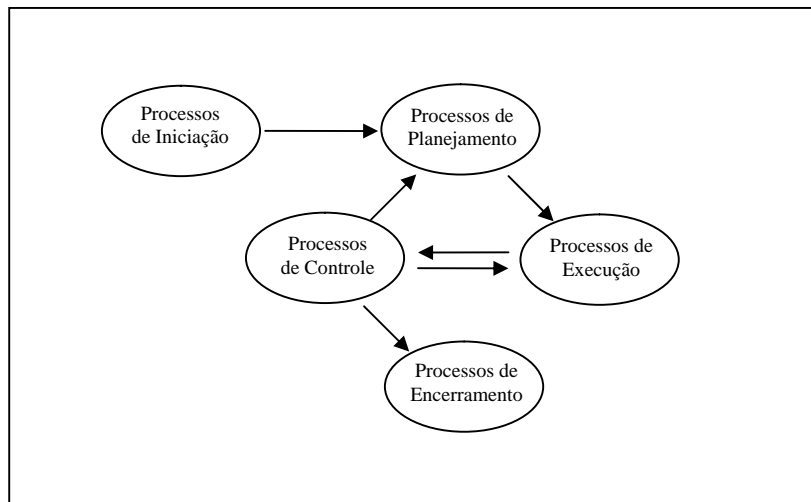 Processos
de Iniciação
Processos de
Planejamento
Processos
de Controle
Processos de
Execução
Processos de
Encerramento